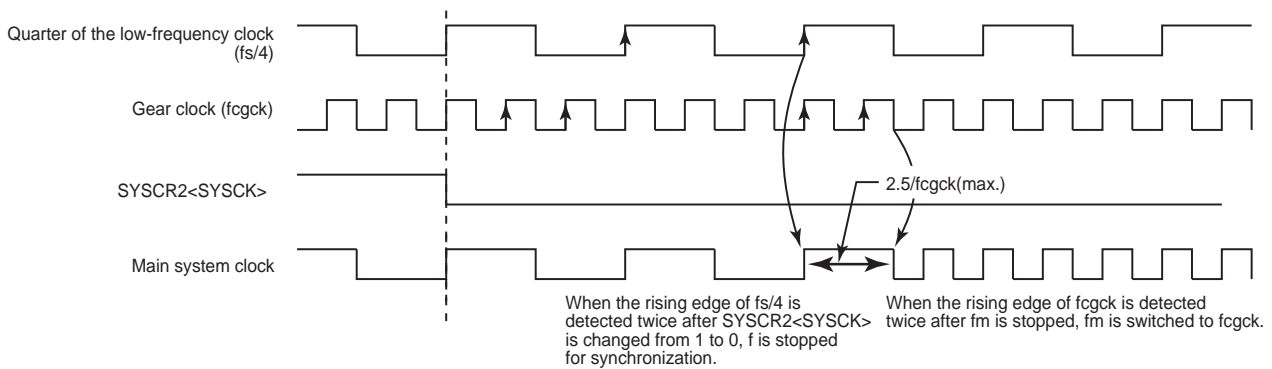 Quarter of the low-frequency clock
(fs/4)
Gear clock (fcgck)
SYSCR2<SYSCK>
2.5/fcgck(max.)
Main system clock
When the rising edge of fs/4 is
detected twice after SYSCR2<SYSCK>
is changed from 1 to 0, f is stopped
for synchronization.
When the rising edge of fcgck is detected
twice after fm is stopped, fm is switched to fcgck.